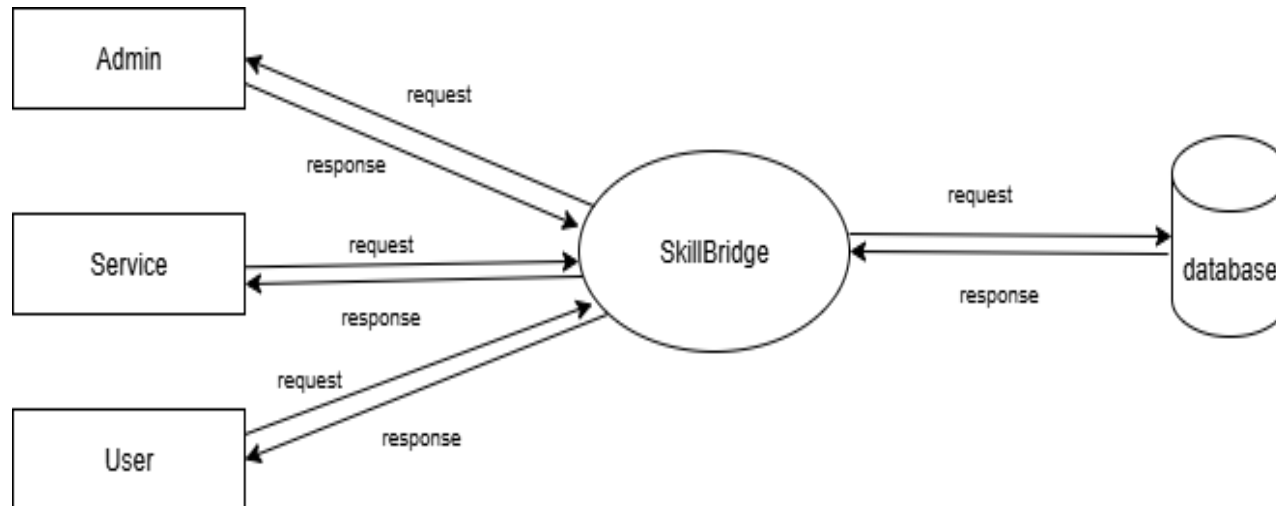 Admin
request
response
Service
request
response
User
request
response
SkillBridge
request
response
database